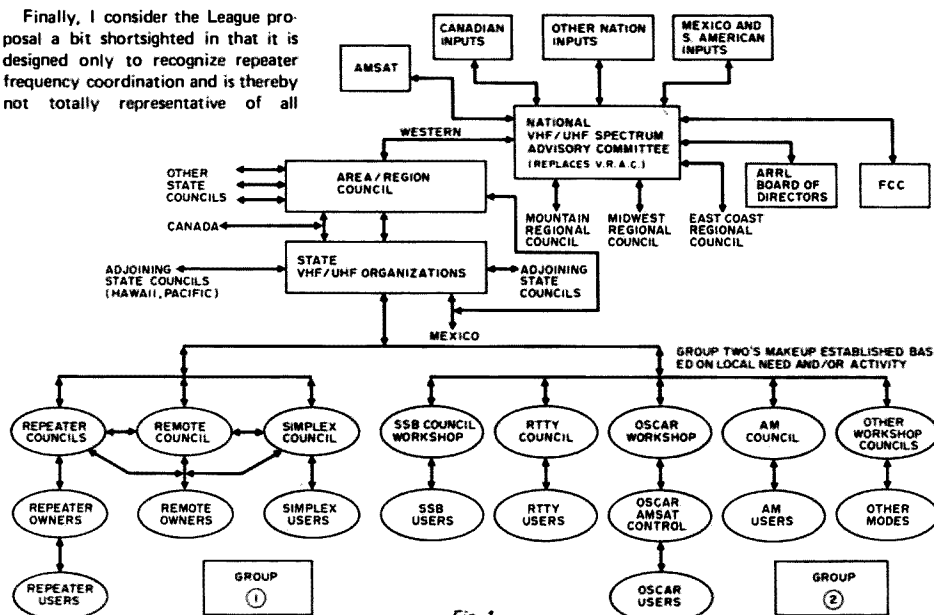 Finally, I consider the League pro-
posal a bit shortsighted in that it is
designed only to recognize repeater
frequency coordination and is thereby
not totally representative of all
CANADIAN
INPUTS
OTHER NATION
INPUTS
MEXICO AND
S. AMERICAN
INPUTS
AMSAT
NATIONAL
VHF/UHF SPECTRUM
ADVISORY COMMITTEE
(REPLACES V.R.A.C.)
WESTERN
OTHER
STATE
COUNCILS
AREA/REGION
COUNCIL
ARRL
BOARD OF
DIRECTORS
FCC
MOUNTAIN
REGIONAL
COUNCIL
MIDWEST
REGIONAL
COUNCIL
EAST COAST
REGIONAL
COUNCIL
CANADA
STATE
VHF/UHF ORGANIZATIONS
ADJOINING
STATE COUNCILS
(HAWAII, PACIFIC)
ADJOINING
STATE
COUNCILS
MEXICO
GROUP TWO'S MAKEUP ESTABLISHED BAS
ED ON LOCAL NEED AND/OR ACTIVITY
REPEATER
COUNCILS
REMOTE
COUNCIL
SIMPLEX
COUNCIL
SSB COUNCIL
WORKSHOP
RTTY
COUNCIL
OSCAR
WORKSHOP
AM
COUNCIL
OTHER
WORKSHOP
COUNCILS
REPEATER
OWNERS
REMOTE
OWNERS
SIMPLEX
USERS
SSB
USERS
RTTY
USERS
OSCAR
AMSAT
CONTROL
AM
USERS
OTHER
MODES
REPEATER
USERS
GROUP
1
OSCAR
USERS
GROUP
2